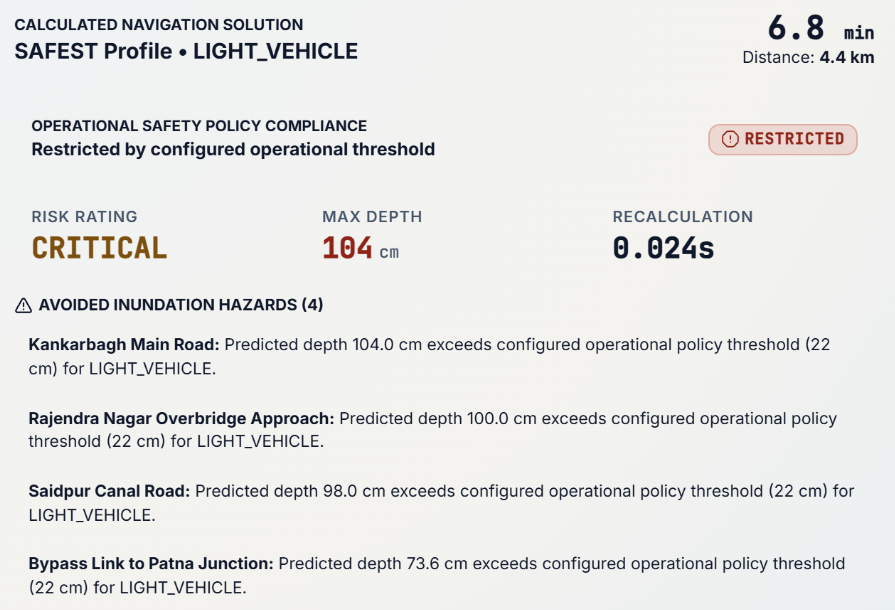 CALCULATED NAVIGATION SOLUTION
SAFEST Profile • LIGHT_VEHICLE
6.8 min
Distance: 4.4 km
OPERATIONAL SAFETY POLICY COMPLIANCE
Restricted by configured operational threshold
RESTRICTED
RISK RATING
CRITICAL
MAX DEPTH
104 cm
RECALCULATION
0.024s
AVOIDED INUNDATION HAZARDS (4)
Kankarbagh Main Road: Predicted depth 104.0 cm exceeds configured operational policy threshold (22
cm) for LIGHT_VEHICLE.
Rajendra Nagar Overbridge Approach: Predicted depth 100.0 cm exceeds configured operational policy
threshold (22 cm) for LIGHT_VEHICLE.
Saidpur Canal Road: Predicted depth 98.0 cm exceeds configured operational policy threshold (22 cm) for
LIGHT_VEHICLE.
Bypass Link to Patna Junction: Predicted depth 73.6 cm exceeds configured operational policy threshold
(22 cm) for LIGHT_VEHICLE.